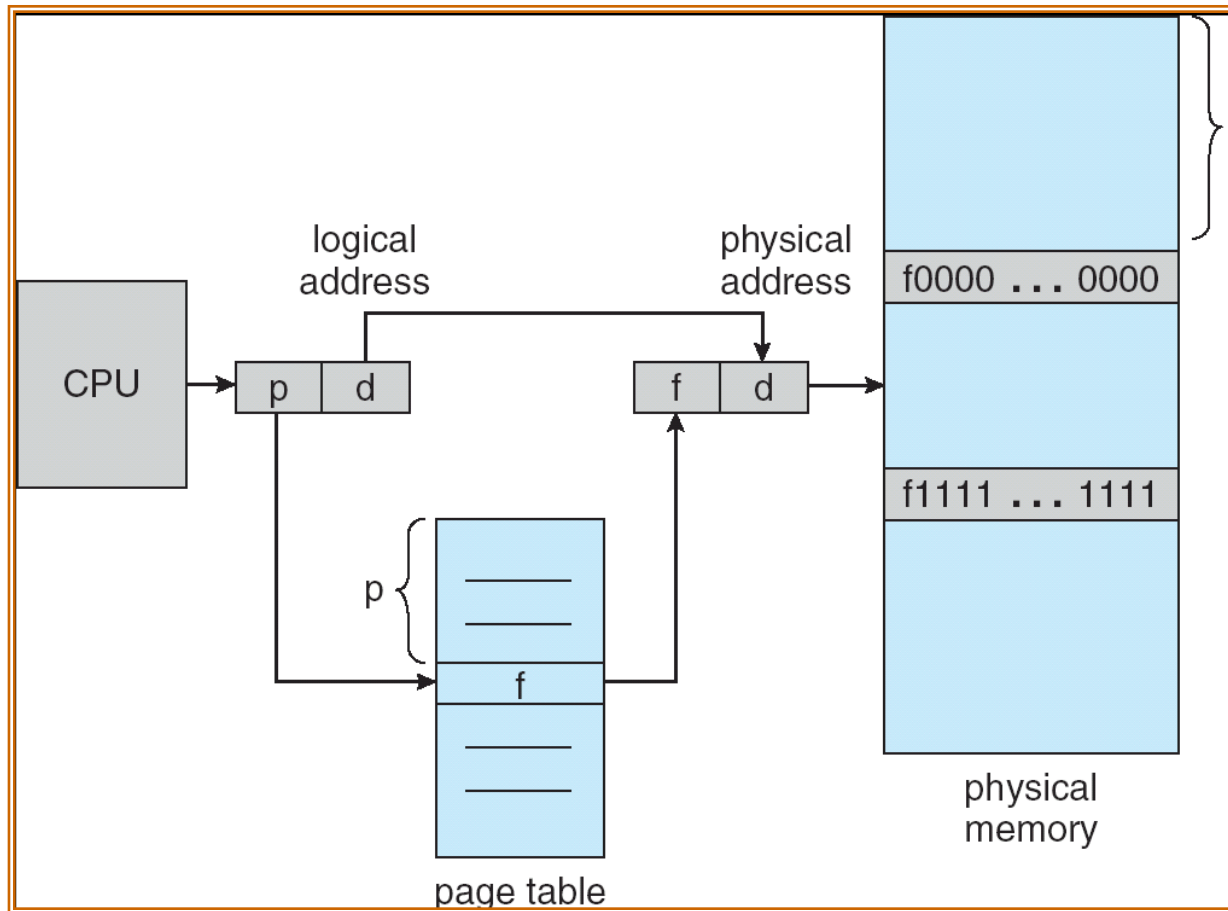 logical
address
physical
address
f0000 ... 0000
CPU
p d
f d
f1111 ... 1111
p
f
physical
memory
page table